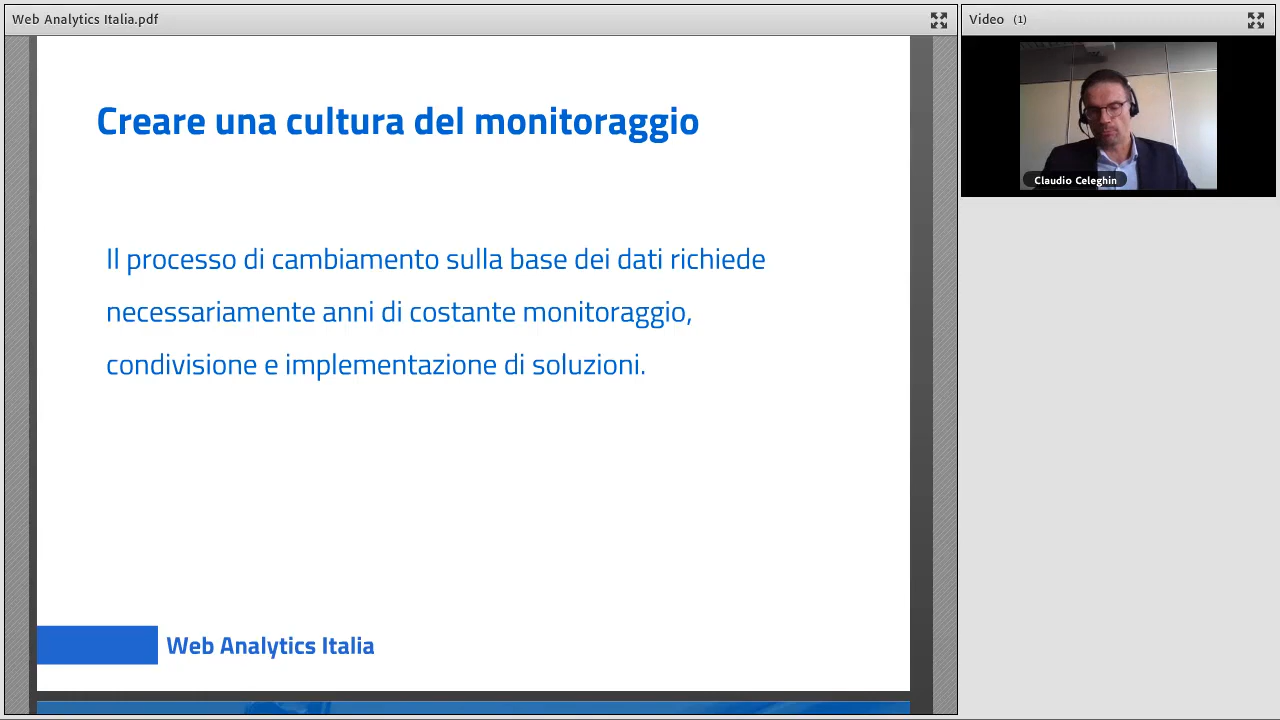 Web Analytics Italia.pdf
Video (1)
Creare una cultura del monitoraggio
Il processo di cambiamento sulla base dei dati richiede
necessariamente anni di costante monitoraggio,
condivisione e implementazione di soluzioni.
Web Analytics Italia
Claudio Celeghin